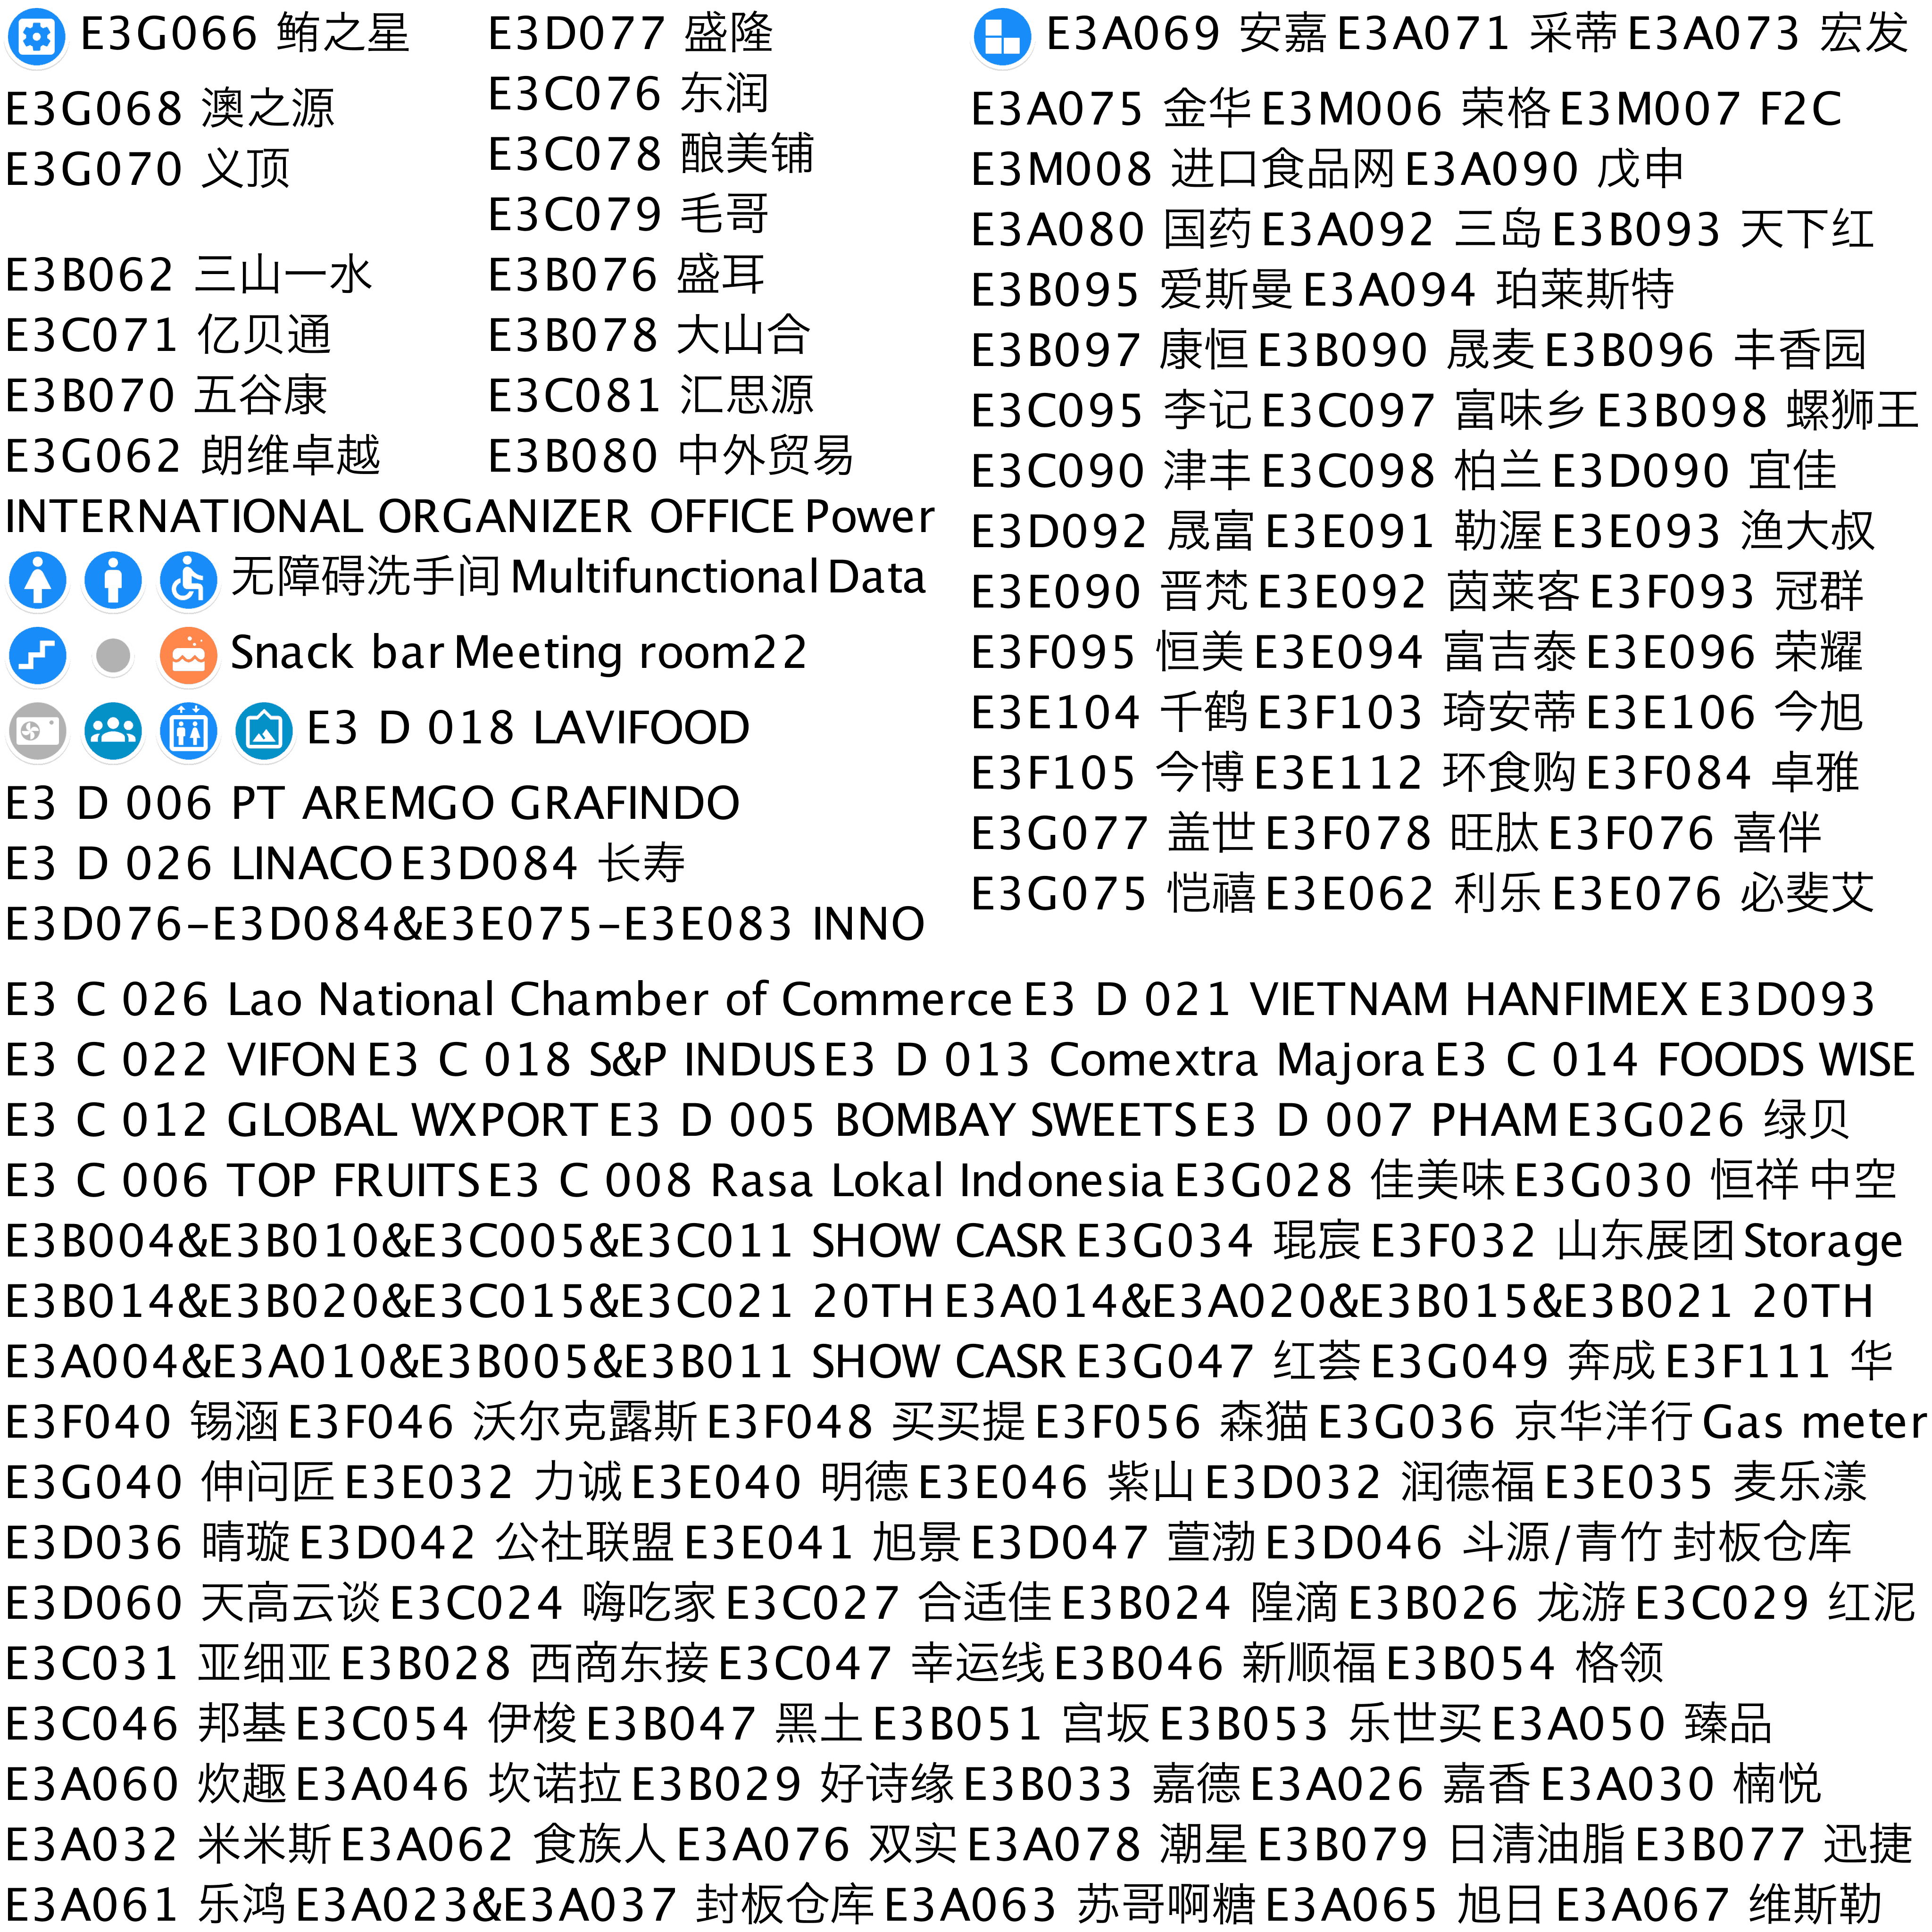 E3G066 鲔之星
E3G068 澳之源
E3G070 义顶
E3B062 三山一水
E3C071 亿贝通
E3B070 五谷康
E3G062 朗维卓越
E3D077 盛隆
E3C076 东润
E3C078 酿美铺
E3C079 毛哥
E3B076 盛耳
E3B078 大山合
E3C081 汇思源
E3B080 中外贸易
INTERNATIONAL ORGANIZER OFFICE Power
无障碍洗手间 Multifunctional Data
Snack bar Meeting room22
E3 D 018 LAVIFOOD
E3 D 006 PT AREMGO GRAFINDO
E3 D 026 LINACO E3D084 长寿
E3D076-E3D084&E3E075-E3E083 INNO
E3A069 安嘉 E3A071 采蒂 E3A073 宏发
E3A075 金华 E3M006 荣格 E3M007 F2C
E3M008 进口食品网 E3A090 戊申
E3A080 国药 E3A092 三岛 E3B093 天下红
E3B095 爱斯曼 E3A094 珀莱斯特
E3B097 康恒 E3B090 晟麦 E3B096 丰香园
E3C095 李记 E3C097 富味乡 E3B098 螺狮王
E3C090 津丰 E3C098 柏兰 E3D090 宜佳
E3D092 晟富 E3E091 勒渥 E3E093 渔大叔
E3E090 晋梵 E3E092 茵莱客 E3F093 冠群
E3F095 恒美 E3E094 富吉泰 E3E096 荣耀
E3E104 千鹤 E3F103 琦安蒂 E3E106 今旭
E3F105 今博 E3E112 环食购 E3F084 卓雅
E3G077 盖世 E3F078 旺肽 E3F076 喜伴
E3G075 恺禧 E3E062 利乐 E3E076 必斐艾
E3 C 026 Lao National Chamber of Commerce E3 D 021 VIETNAM HANFIMEX E3D093
E3 C 022 VIFON E3 C 018 S&P INDUS E3 D 013 Comextra Majora E3 C 014 FOODS WISE
E3 C 012 GLOBAL WXPORT E3 D 005 BOMBAY SWEETS E3 D 007 PHAM E3G026 绿贝
E3 C 006 TOP FRUITS E3 C 008 Rasa Lokal Indonesia E3G028 佳美味 E3G030 恒祥 中空
E3B004&E3B010&E3C005&E3C011 SHOW CASR E3G034 琨宸 E3F032 山东展团 Storage
E3B014&E3B020&E3C015&E3C021 20TH E3A014&E3A020&E3B015&E3B021 20TH
E3A004&E3A010&E3B005&E3B011 SHOW CASR E3G047 红荟 E3G049 奔成 E3F111 华
E3F040 锡涵 E3F046 沃尔克露斯 E3F048 买买提 E3F056 森猫 E3G036 京华洋行 Gas meter
E3G040 伸问匠 E3E032 力诚 E3E040 明德 E3E046 紫山 E3D032 润德福 E3E035 麦乐漾
E3D036 晴璇 E3D042 公社联盟 E3E041 旭景 E3D047 萱渤 E3D046 斗源/青竹 封板仓库
E3D060 天高云谈 E3C024 嗨吃家 E3C027 合适佳 E3B024 隍滴 E3B026 龙游 E3C029 红泥
E3C031 亚细亚 E3B028 西商东接 E3C047 幸运线 E3B046 新顺福 E3B054 格领
E3C046 邦基 E3C054 伊梭 E3B047 黑土 E3B051 宫坂 E3B053 乐世买 E3A050 臻品
E3A060 炊趣 E3A046 坎诺拉 E3B029 好诗缘 E3B033 嘉德 E3A026 嘉香 E3A030 楠悦
E3A032 米米斯 E3A062 食族人 E3A076 双实 E3A078 潮星 E3B079 日清油脂 E3B077 迅捷
E3A061 乐鸿 E3A023&E3A037 封板仓库 E3A063 苏哥啊糖 E3A065 旭日 E3A067 维斯勒